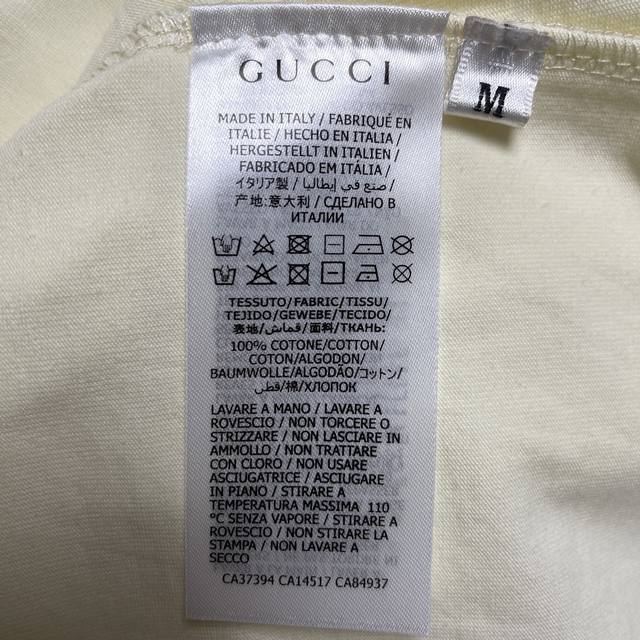 GUCCI
M
MADE IN ITALY / FABRIQUÉ EN
ITALIE / HECHO EN ITALIA /
HERGESTELLT IN ITALIEN /
FABRICADO EM ITÁLIA /
イタリア製 / صنع في إيطاليا /
产地:意大利 / СДЕЛАНО В
ИТАЛИИ
TESSUTO/FABRIC/TISSU/
TEJIDO/GEWEBE/TECIDO/
表地/قماش/面料/ТКАНЬ:
100% COTONE/COTTON/
COTON/ALGODON/
BAUMWOLLE/ALGODÃO/コットン/
قطن/棉/ХЛОПОК
LAVARE A MANO / LAVARE A
ROVESCIO / NON TORCERE O
STRIZZARE / NON LASCIARE IN
AMMOLLO / NON TRATTARE
CON CLORO / NON USARE
ASCIUGATRICE / ASCIUGARE
IN PIANO / STIRARE A
TEMPERATURA MASSIMA 110
°C SENZA VAPORE / STIRARE A
ROVESCIO / NON STIRARE LA
STAMPA / NON LAVARE A
SECCO
CA37394 CA14517 CA84937